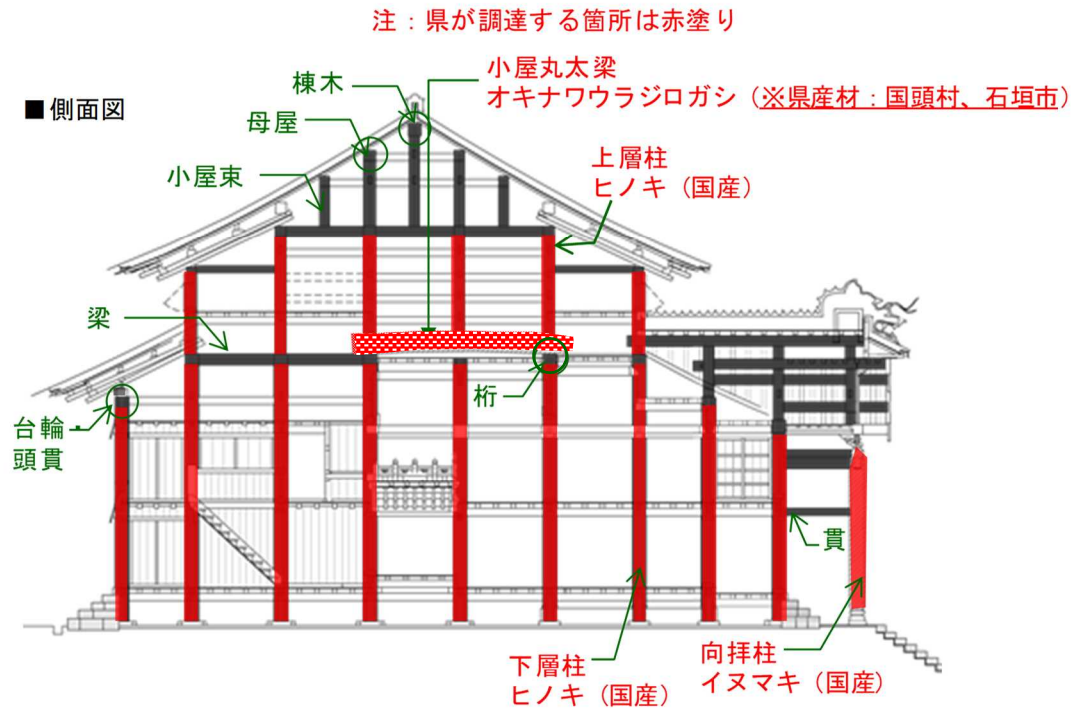 注：県が調達する箇所は赤塗り
小屋丸太梁
オキナワウラジロガシ（※県産材：国頭村、石垣市）
棟木
■側面図
母屋
上層柱
ヒノキ（国産）
小屋束
梁
桁
台輪
頭貫
貫
下層柱
ヒノキ（国産）
向拝柱
イヌマキ（国産）